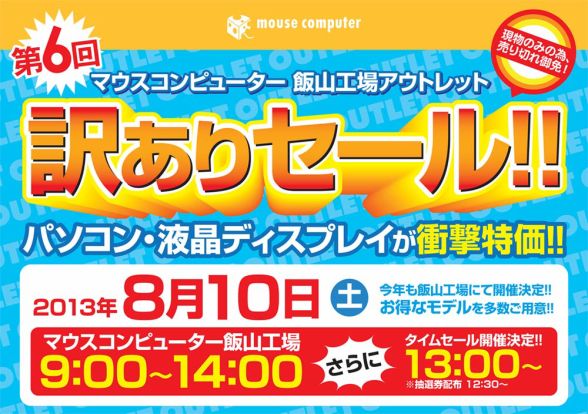 mouse computer
第6回
現物のみの為、
売り切れ御免!
マウスコンピューター 飯山工場アウトレット
訳ありセール!!
パソコン・液晶ディスプレイが衝撃特価!!
2013年 8月10日 土
今年も飯山工場にて開催決定!!
お得なモデルを多数ご用意!!
マウスコンピューター飯山工場
9:00〜14:00
さらに
タイムセール開催決定!!
13:00〜
※抽選券配布 12:30〜
OUTLET OUTLET OUTLET